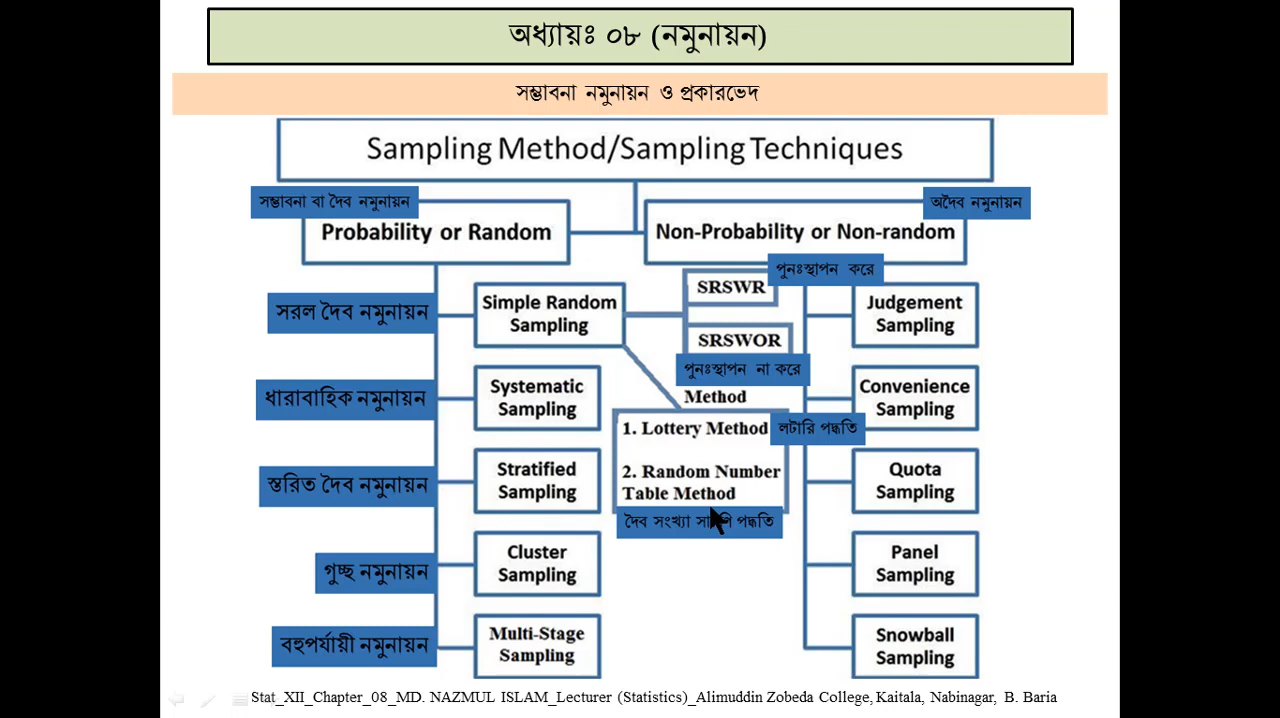 অধ্যায়ঃ ০৮ (নমুনায়ন)
সম্ভাবনা নমুনায়ন ও প্রকারভেদ
Sampling Method/Sampling Techniques
সম্ভাবনা বা দৈব নমুনায়ন
Probability or Random
অদৈব নমুনায়ন
Non-Probability or Non-random
সরল দৈব নমুনায়ন
Simple Random
Sampling
SRSWR
পুনঃস্থাপন করে
SRSWOR
পুনঃস্থাপন না করে
Method
1. Lottery Method
লটারি পদ্ধতি
2. Random Number
Table Method
দৈব সংখ্যা পদ্ধতি
ধারাবাহিক নমুনায়ন
Systematic
Sampling
স্তরিত দৈব নমুনায়ন
Stratified
Sampling
গুচ্ছ নমুনায়ন
Cluster
Sampling
বহুপর্যায়ী নমুনায়ন
Multi-Stage
Sampling
Judgement
Sampling
Convenience
Sampling
Quota
Sampling
Panel
Sampling
Snowball
Sampling
Stat_XII_Chapter_08_MD. NAZMUL ISLAM_Lecturer (Statistics)_Alimuddin Zobeda College, Kaitala, Nabinagar, B. Baria